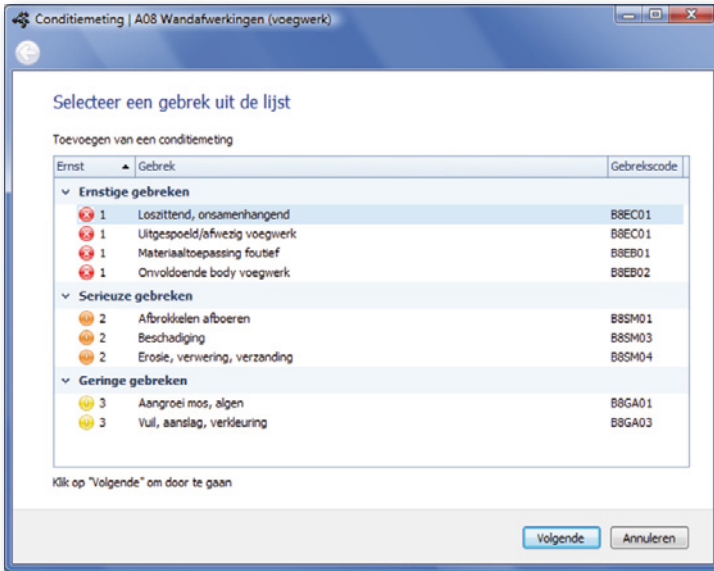 Conditiemeting | A08 Wandafwerkingen (voegwerk)
Selecteer een gebrek uit de lijst
Toevoegen van een conditiemeting
Ernst Gebrek Gebrekscode
Ernstige gebreken
1 Loszittend, onsamenhangend B8EC01
1 Uitgespoeld/afwezig voegwerk B8EC01
1 Materiaaltoepassing foutief B8EB01
1 Onvoldoende body voegwerk B8EB02
Serieuze gebreken
2 Afbrokkelen afboeren B8SM01
2 Beschadiging B8SM03
2 Erosie, verwering, verzanding B8SM04
Geringe gebreken
3 Aangroei mos, algen B8GA01
3 Vuil, aanslag, verkleuring B8GA03
Klik op "Volgende" om door te gaan
Volgende Annuleren